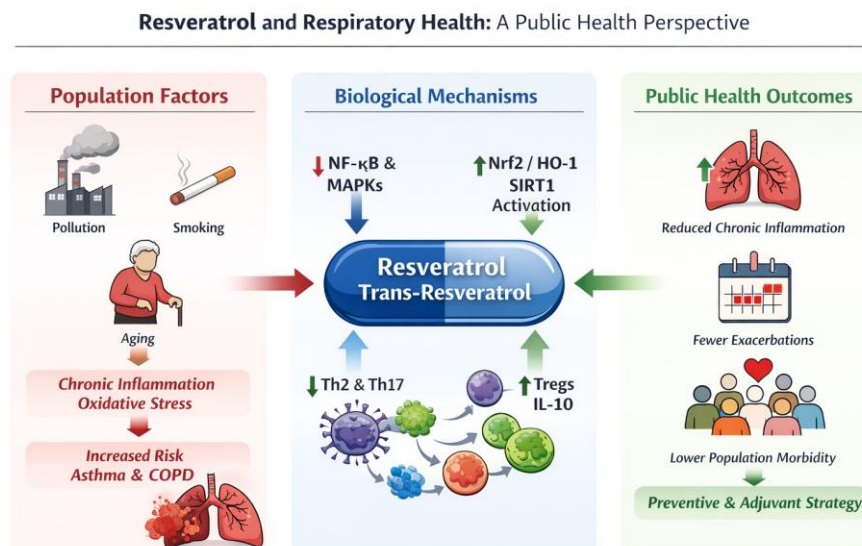 Resveratrol and Respiratory Health: A Public Health Perspective
Population Factors
Pollution
Smoking
Aging
Chronic Inflammation
Oxidative Stress
Increased Risk
Asthma & COPD
Biological Mechanisms
NF-κB &
MAPKs
Nrf2 / HO-1
SIRT1
Activation
Resveratrol
Trans-Resveratrol
Th2 & Th17
Tregs
IL-10
Public Health Outcomes
Reduced Chronic Inflammation
Fewer Exacerbations
Lower Population Morbidity
Preventive & Adjuvant Strategy